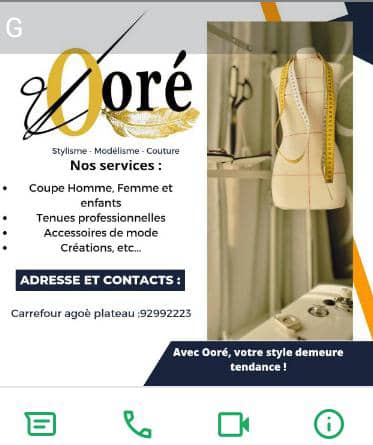 G
Ooré
Stylisme - Modélisme - Couture
Nos services :
• Coupe Homme, Femme et
enfants
• Tenues professionnelles
• Accessoires de mode
• Créations, etc...
ADRESSE ET CONTACTS :
Carrefour agoè plateau ;92992223
Avec Ooré, votre style demeure
tendance !